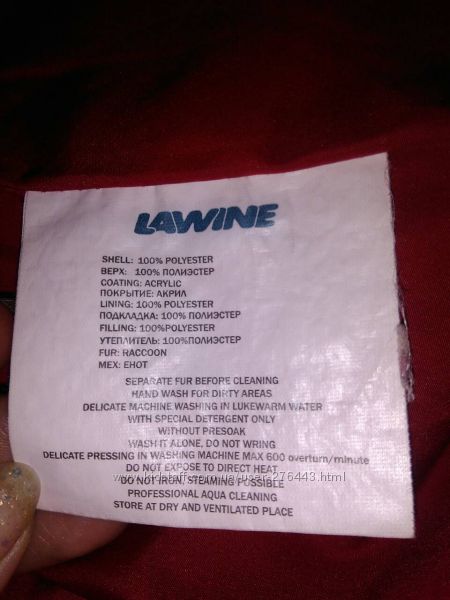 LAWINE
SHELL: 100% POLYESTER
ВЕРХ: 100% ПОЛИЭСТЕР
COATING: ACRYLIC
ПОКРЫТИЕ: АКРИЛ
LINING: 100% POLYESTER
ПОДКЛАДКА: 100% ПОЛИЭСТЕР
FILLING: 100%POLYESTER
УТЕПЛИТЕЛЬ: 100%ПОЛИЭСТЕР
FUR: RACCOON
МЕХ: ЕНОТ
SEPARATE FUR BEFORE CLEANING
HAND WASH FOR DIRTY AREAS
DELICATE MACHINE WASHING IN LUKEWARM WATER
WITH SPECIAL DETERGENT ONLY
WITHOUT PRESOAK
WASH IT ALONE, DO NOT WRING
DELICATE PRESSING IN WASHING MACHINE MAX 600 overturn/minute
DO NOT EXPOSE TO DIRECT HEAT
DO NOT IRON, STEAMING POSSIBLE
PROFESSIONAL AQUA CLEANING
STORE AT DRY AND VENTILATED PLACE